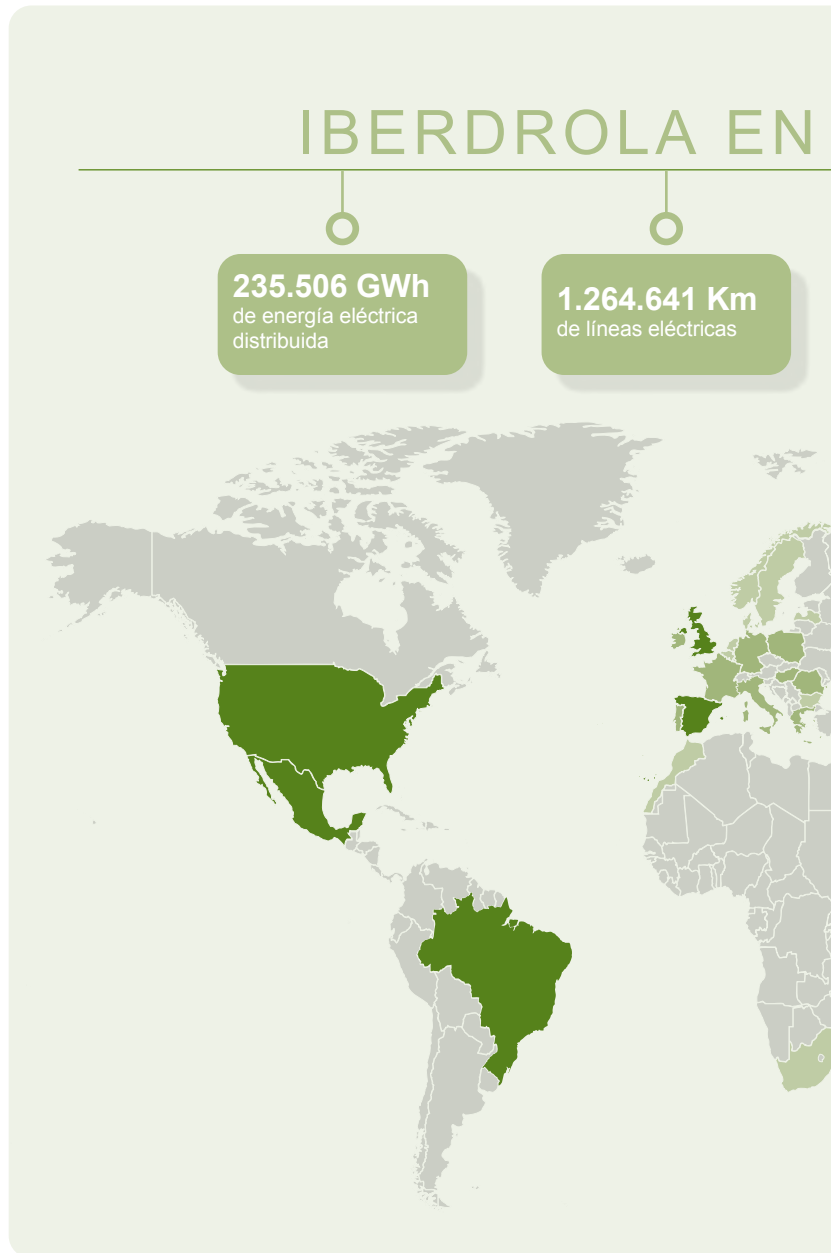 IBERDROLA EN
235.506 GWh
de energía eléctrica
distribuida
1.264.641 Km
de líneas eléctricas